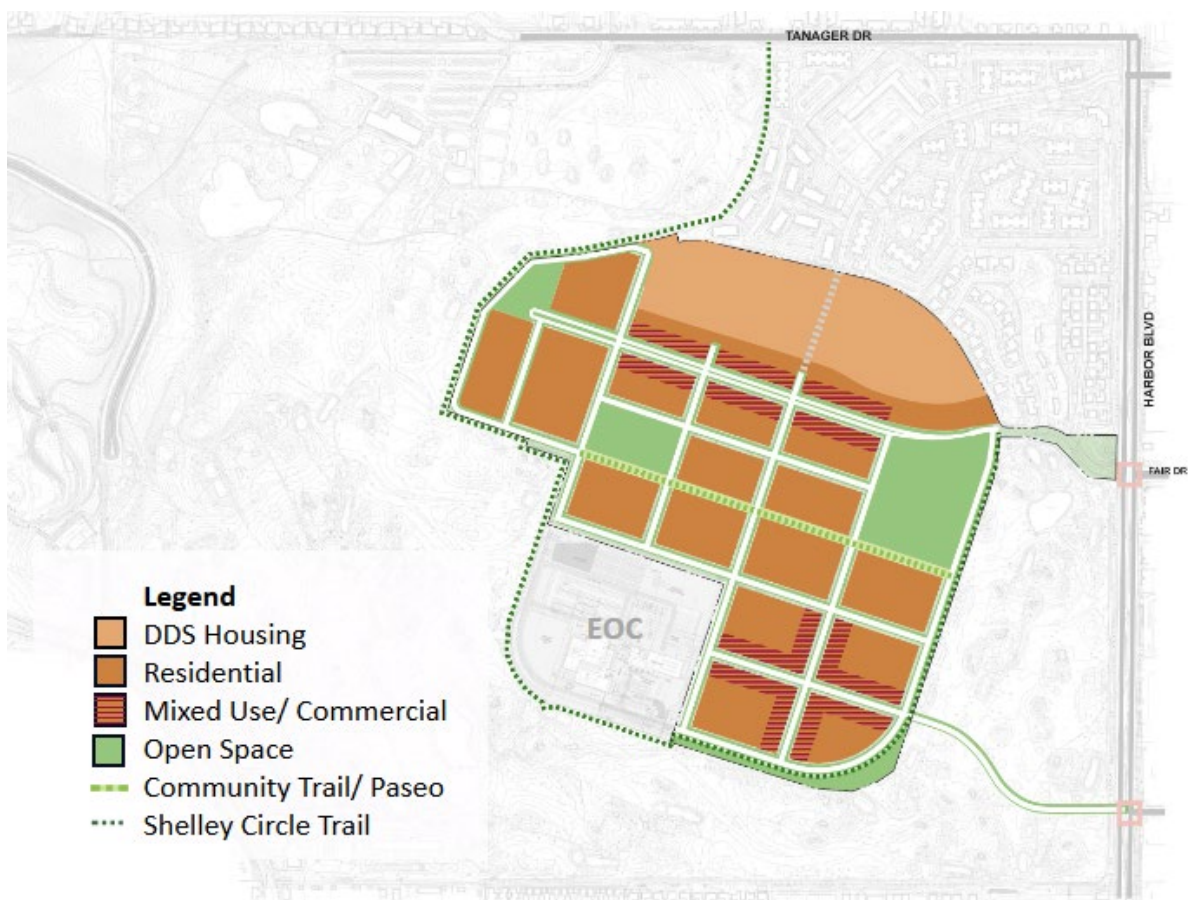 TANAGER DR
HARBOR BLVD
FAIR DR
EOC
Legend
DDS Housing
Residential
Mixed Use/ Commercial
Open Space
Community Trail/ Paseo
Shelley Circle Trail